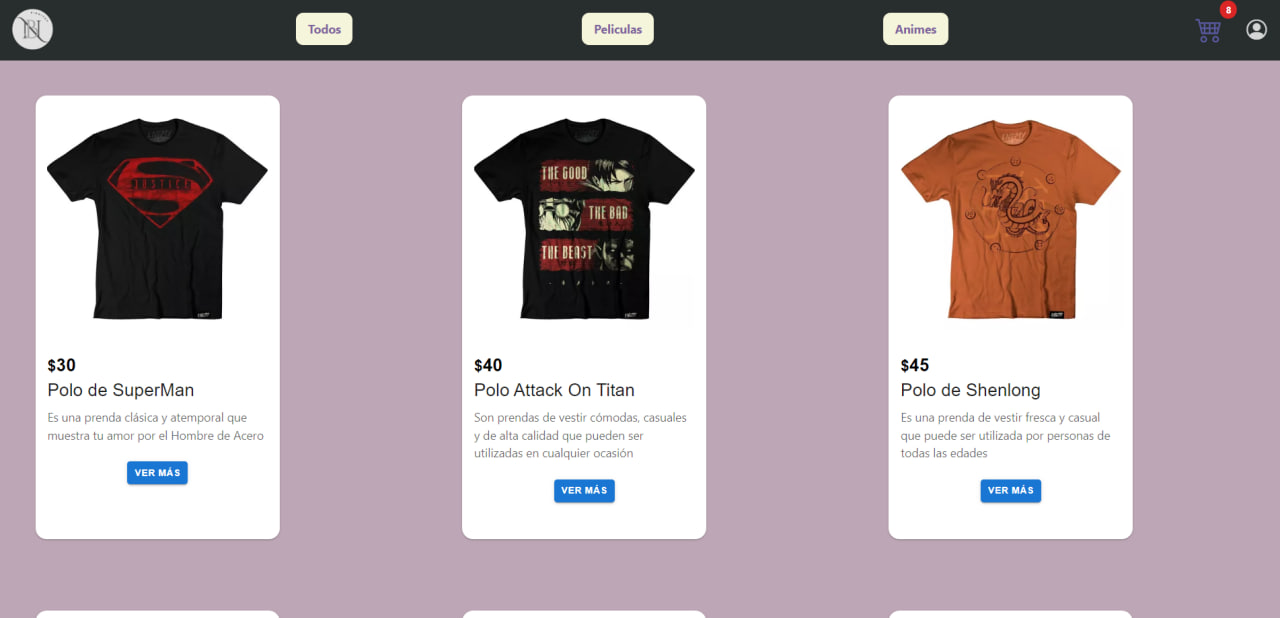 Todos
Peliculas
Animes
8
JUSTICE
THE GOOD
THE BAD
THE BEAST
$30
Polo de SuperMan
Es una prenda clásica y atemporal que
muestra tu amor por el Hombre de Acero
VER MÁS
$40
Polo Attack On Titan
Son prendas de vestir cómodas, casuales
y de alta calidad que pueden ser
utilizadas en cualquier ocasión
VER MÁS
$45
Polo de Shenlong
Es una prenda de vestir fresca y casual
que puede ser utilizada por personas de
todas las edades
VER MÁS